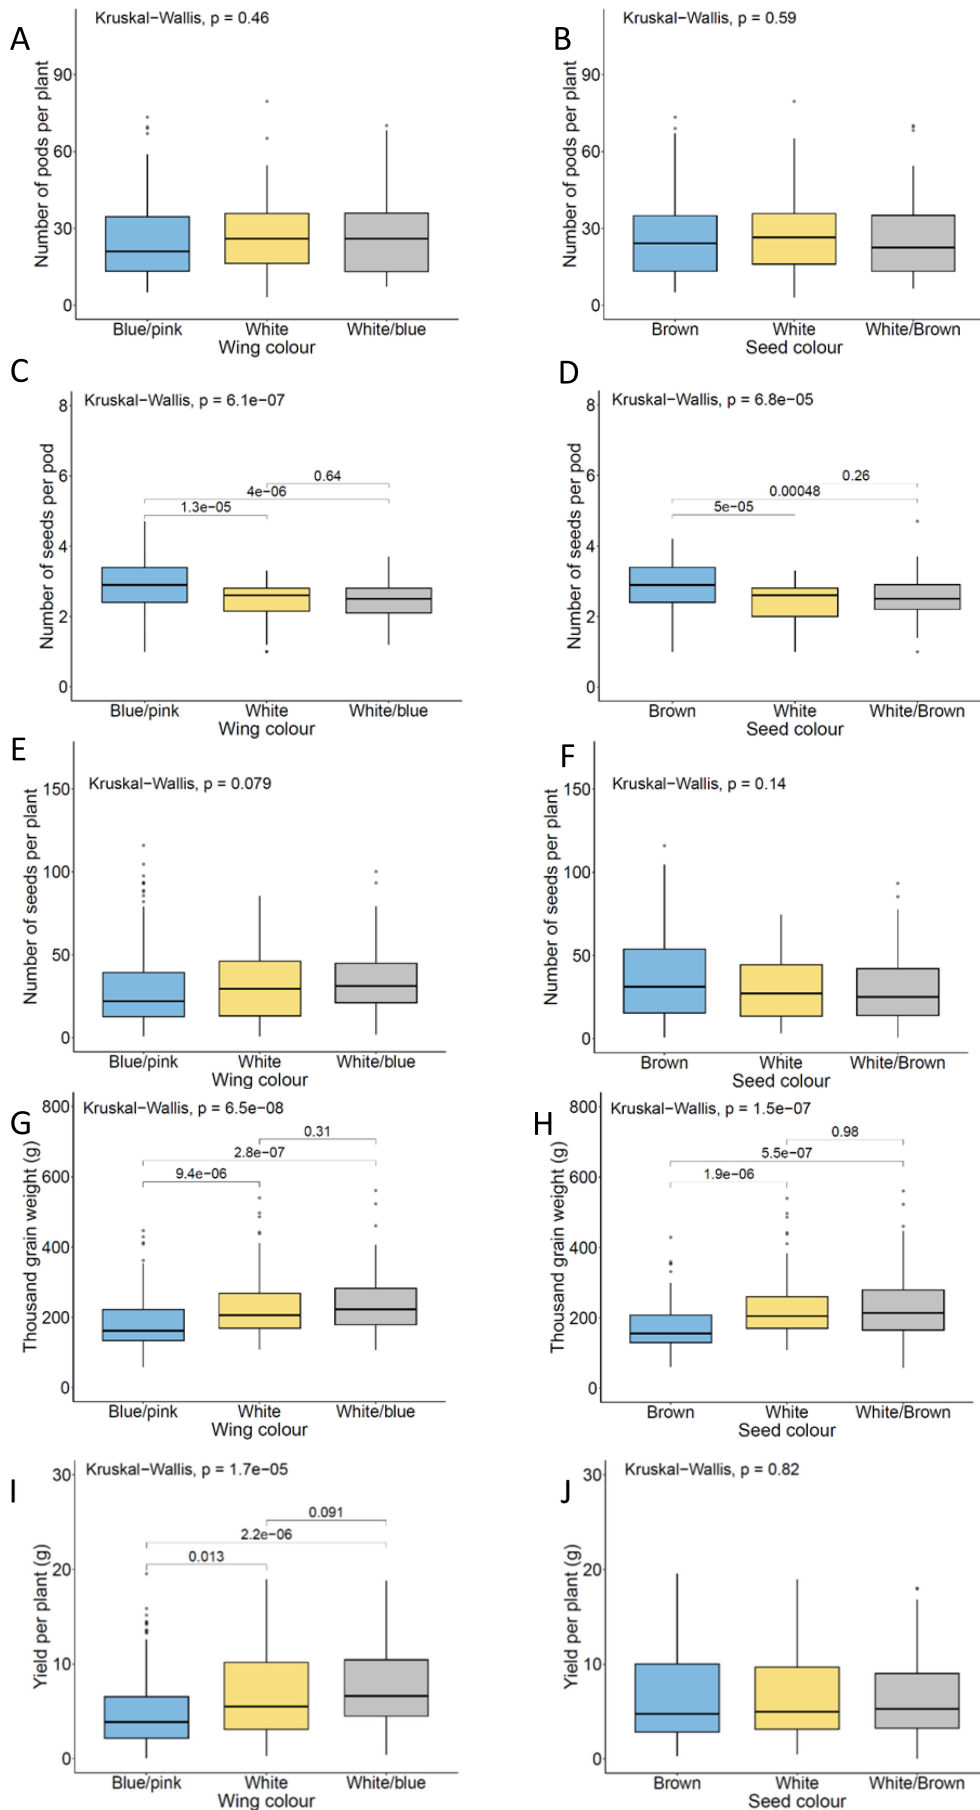 Kruskal−Wallis, p = 0.46
A
Number of pods per plant
90
60
30
0
Blue/pink White White/blue
Wing colour
Kruskal−Wallis, p = 0.59
B
Number of pods per plant
90
60
30
0
Brown White White/Brown
Seed colour
C
Kruskal−Wallis, p = 6.1e−07
Number of seeds per pod
8
6
4
2
0
0.64
4e−06
1.3e−05
Blue/pink White White/blue
Wing colour
D
Kruskal−Wallis, p = 6.8e−05
Number of seeds per pod
8
6
4
2
0
0.26
0.00048
5e−05
Brown White White/Brown
Seed colour
E
Kruskal−Wallis, p = 0.079
Number of seeds per plant
150
100
50
0
Blue/pink White White/blue
Wing colour
F
Kruskal−Wallis, p = 0.14
Number of seeds per plant
150
100
50
0
Brown White White/Brown
Seed colour
G
Kruskal−Wallis, p = 6.5e−08
Thousand grain weight (g)
800
600
400
200
0
0.31
2.8e−07
9.4e−06
Blue/pink White White/blue
Wing colour
H
Kruskal−Wallis, p = 1.5e−07
Thousand grain weight (g)
800
600
400
200
0
0.98
5.5e−07
1.9e−06
Brown White White/Brown
Seed colour
I
Kruskal−Wallis, p = 1.7e−05
Yield per plant (g)
30
20
10
0
0.091
2.2e−06
0.013
Blue/pink White White/blue
Wing colour
J
Kruskal−Wallis, p = 0.82
Yield per plant (g)
30
20
10
0
Brown White White/Brown
Seed colour